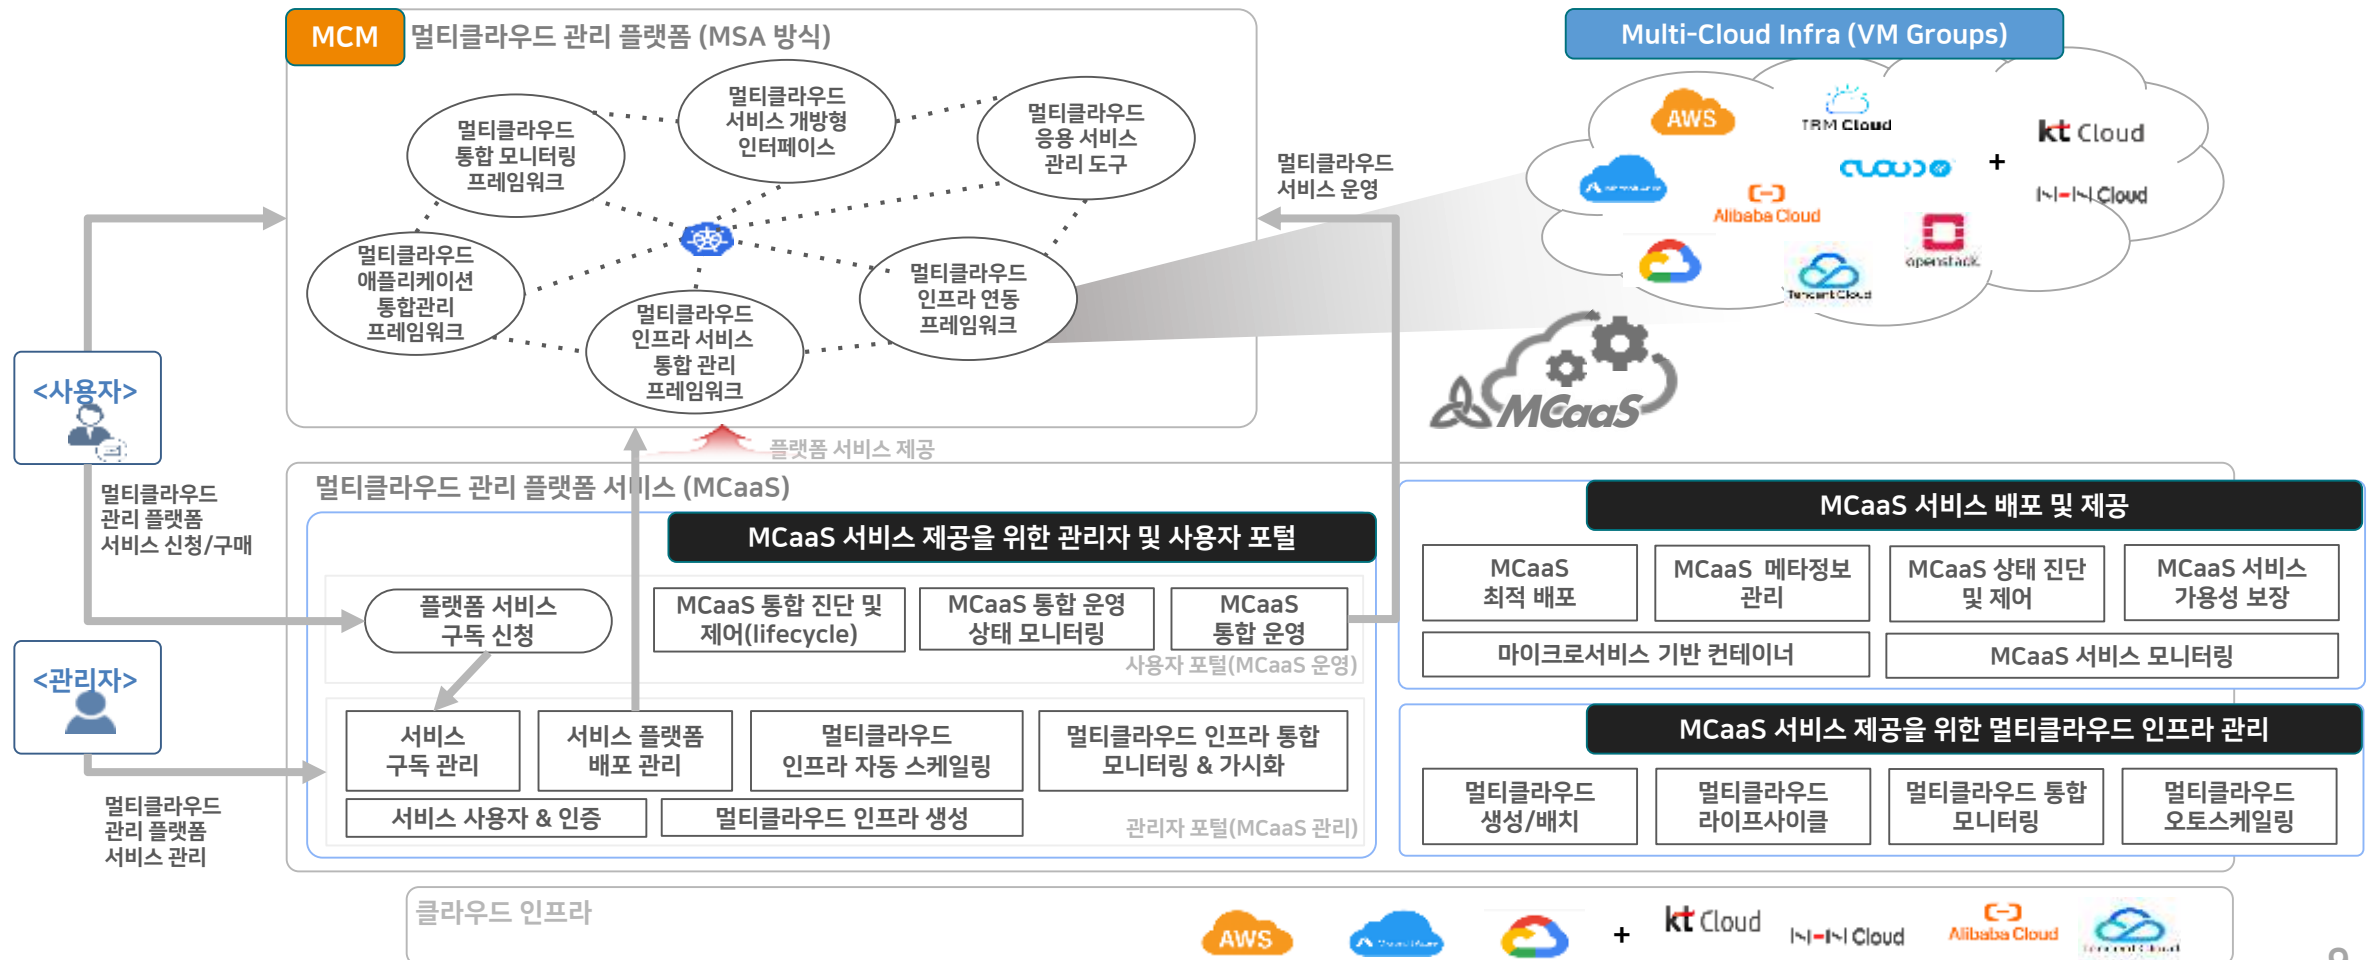 MCM
멀티클라우드 관리 플랫폼 (MSA 방식)
멀티클라우드
통합 모니터링
프레임워크
멀티클라우드
서비스 개방형
인터페이스
멀티클라우드
응용 서비스
관리 도구
멀티클라우드
애플리케이션
통합관리
프레임워크
멀티클라우드
인프라 서비스
통합 관리
프레임워크
멀티클라우드
인프라 연동
프레임워크
멀티클라우드
서비스 운영
Multi-Cloud Infra (VM Groups)
AWS
IBM Cloud
kt Cloud
+
Alibaba Cloud
Cloud
openstack
Tencent Cloud
MCaaS
<사용자>
멀티클라우드
관리 플랫폼
서비스 신청/구매
<관리자>
멀티클라우드
관리 플랫폼
서비스 관리
플랫폼 서비스 제공
멀티클라우드 관리 플랫폼 서비스 (MCaaS)
MCaaS 서비스 제공을 위한 관리자 및 사용자 포털
플랫폼 서비스
구독 신청
MCaaS 통합 진단 및
제어(lifecycle)
MCaaS 통합 운영
상태 모니터링
MCaaS
통합 운영
사용자 포털(MCaaS 운영)
서비스
구독 관리
서비스 플랫폼
배포 관리
멀티클라우드
인프라 자동 스케일링
멀티클라우드 인프라 통합
모니터링 & 가시화
서비스 사용자 & 인증
멀티클라우드 인프라 생성
관리자 포털(MCaaS 관리)
MCaaS 서비스 배포 및 제공
MCaaS
최적 배포
MCaaS 메타정보
관리
MCaaS 상태 진단
및 제어
MCaaS 서비스
가용성 보장
마이크로서비스 기반 컨테이너
MCaaS 서비스 모니터링
MCaaS 서비스 제공을 위한 멀티클라우드 인프라 관리
멀티클라우드
생성/배치
멀티클라우드
라이프사이클
멀티클라우드 통합
모니터링
멀티클라우드
오토스케일링
클라우드 인프라
AWS
+
kt Cloud
Cloud
Alibaba Cloud
Tencent Cloud